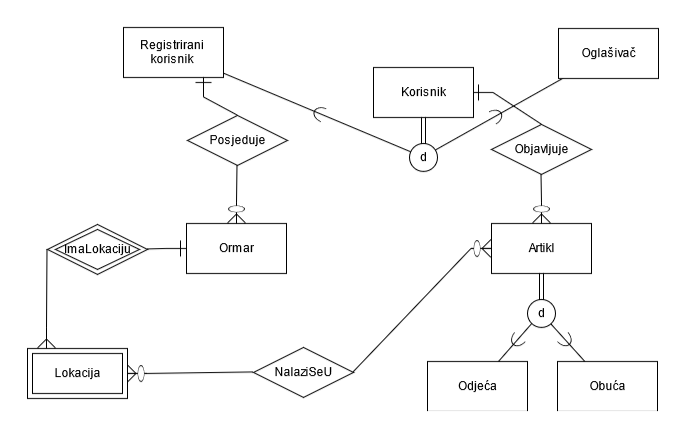 Registrirani
korisnik
Oglašivač
Korisnik
Posjeduje
d
Objavljuje
ImaLokaciju
Ormar
Artikl
d
Lokacija
NalaziSeU
Odjeća
Obuća